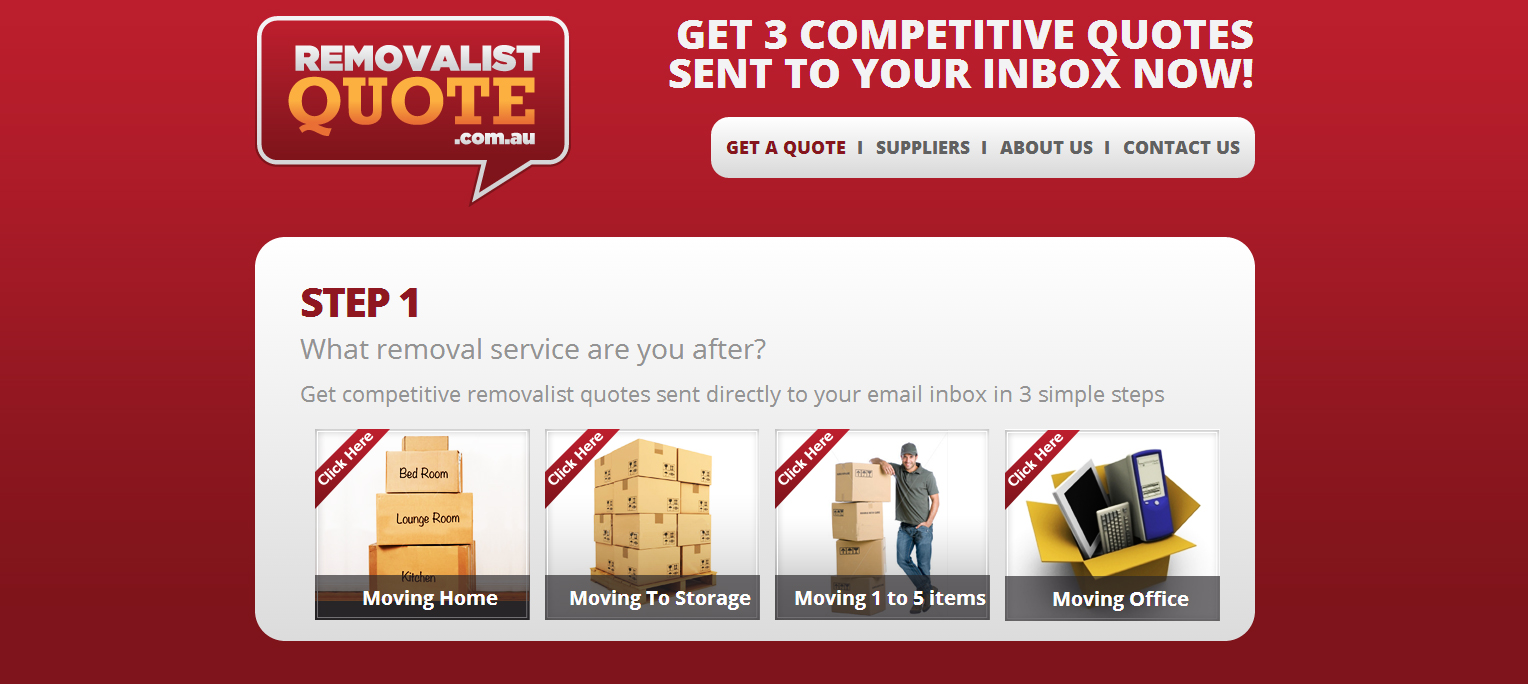 REMOVALIST
QUOTE
.com.au
GET 3 COMPETITIVE QUOTES
SENT TO YOUR INBOX NOW!
GET A QUOTE I SUPPLIERS I ABOUT US I CONTACT US
STEP 1
What removal service are you after?
Get competitive removalist quotes sent directly to your email inbox in 3 simple steps
Click Here
Bed Room
Lounge Room
Kitchen
Moving Home
Click Here
Moving To Storage
Click Here
Moving 1 to 5 items
Click Here
Moving Office